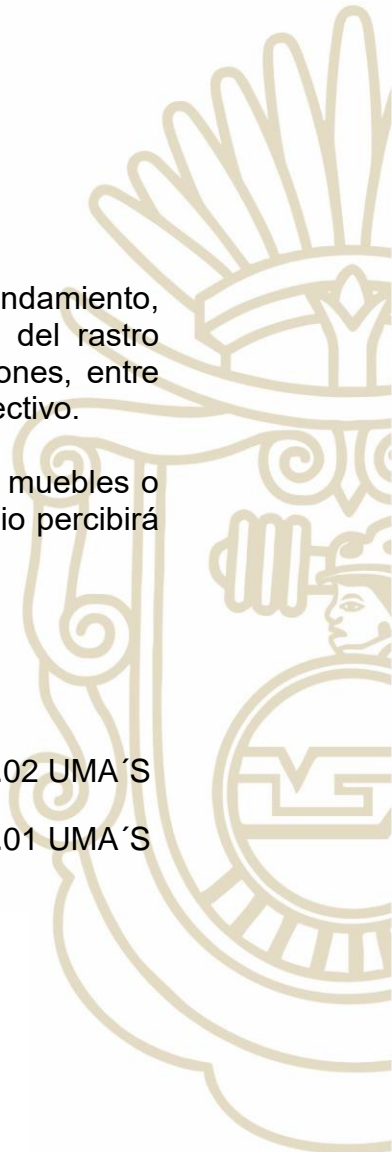 ndamiento,
del rastro
ones, entre
ectivo.
muebles o
io percibirá
.02 UMA´S
.01 UMA´S